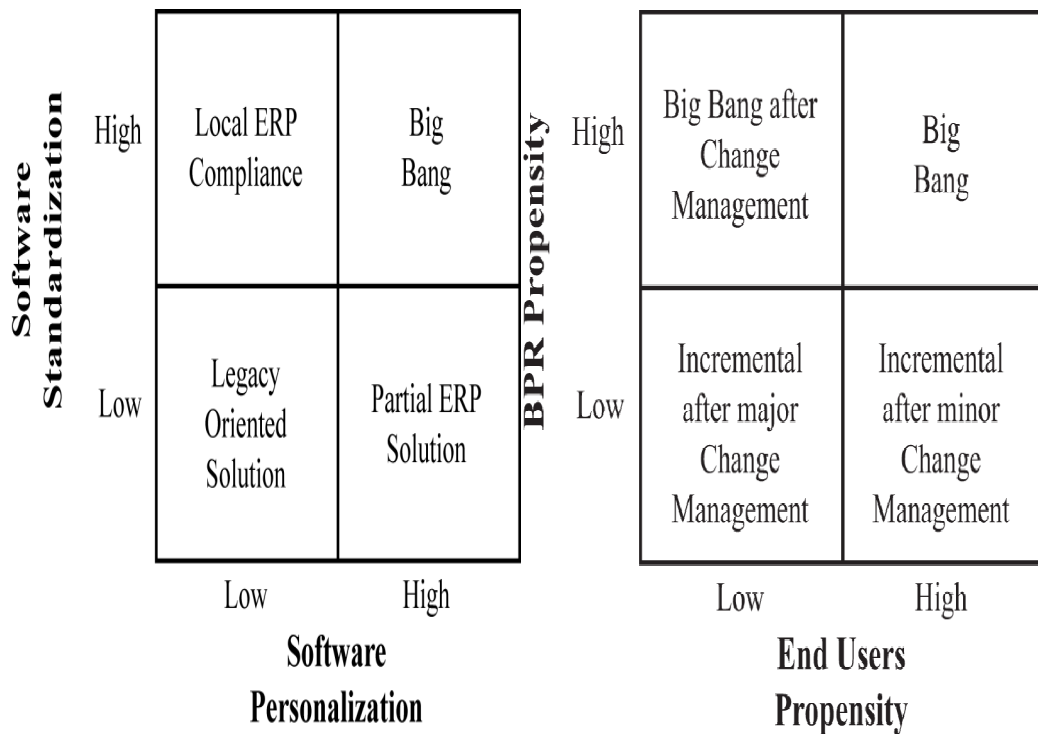 Software
Standardization
High
Low
Local ERP
Compliance
Big
Bang
Legacy
Oriented
Solution
Partial ERP
Solution
Low
High
Software
Personalization
BPR Propensity
High
Low
Big Bang after
Change
Management
Big
Bang
Incremental
after major
Change
Management
Incremental
after minor
Change
Management
Low
High
End Users
Propensity